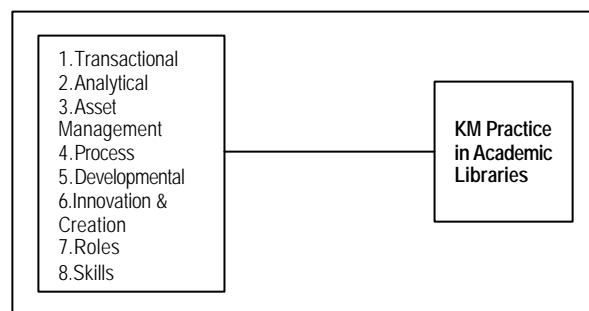 1.Transactional
2.Analytical
3.Asset
Management
4.Process
5.Developmental
6.Innovation &
Creation
7.Roles
8.Skills
KM Practice
in Academic
Libraries